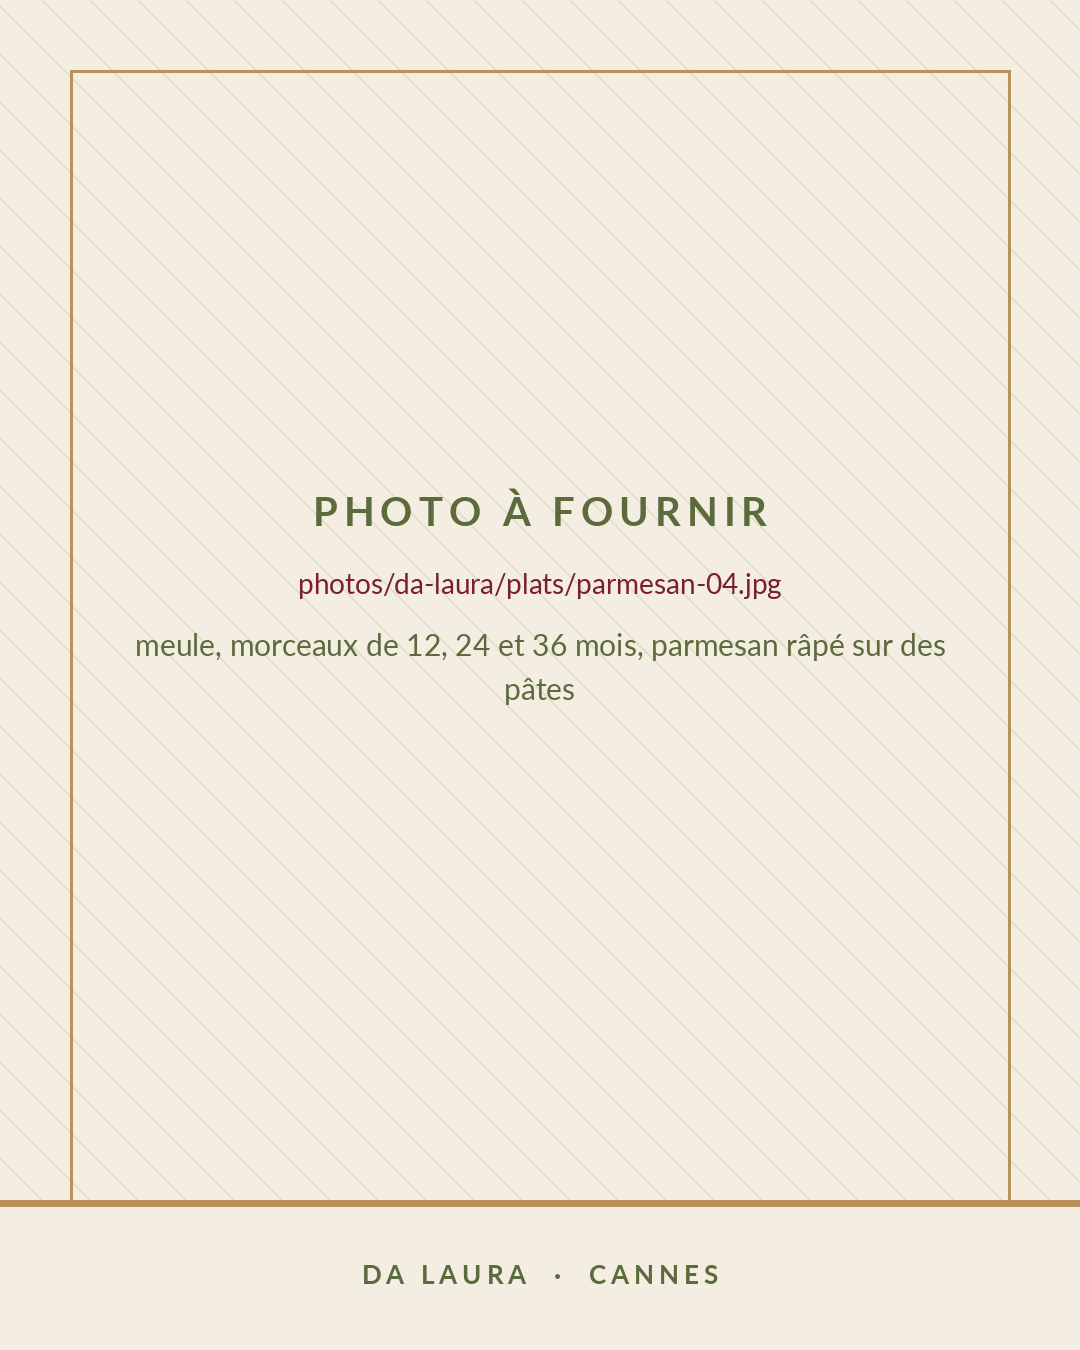 PHOTO À FOURNIR
photos/da-laura/plats/parmesan-04.jpg
meule, morceaux de 12, 24 et 36 mois, parmesan râpé sur des
pâtes
DA LAURA · CANNES